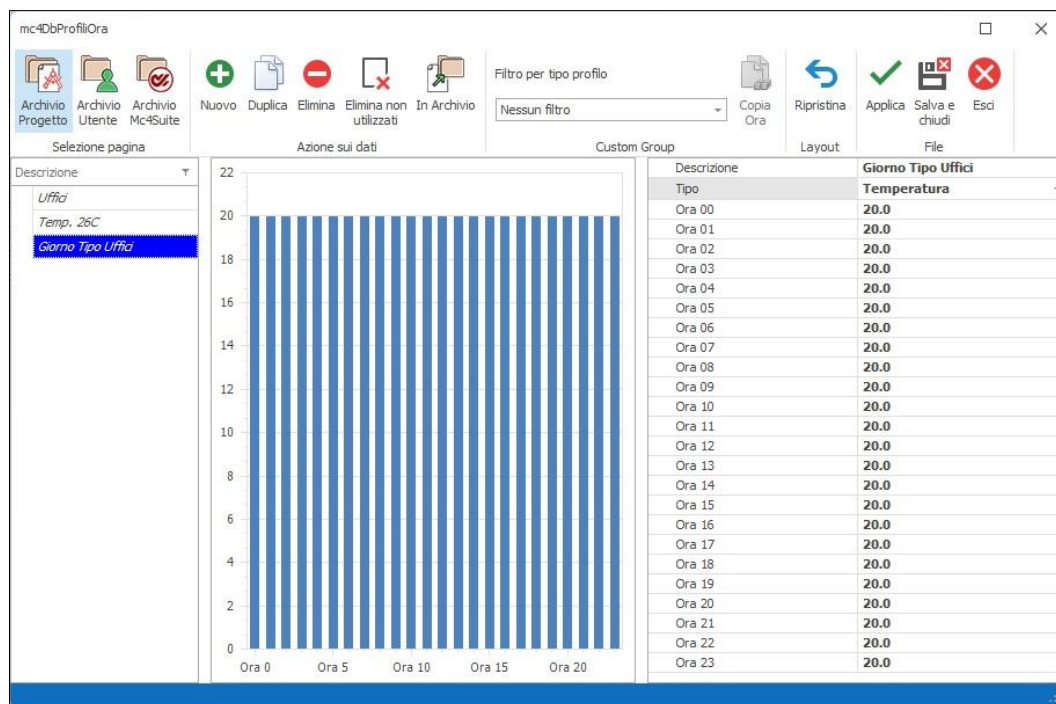 mc4DbProfiliOra
Archivio Progetto
Archivio Utente
Archivio Mc4Suite
Selezione pagina
Nuovo
Duplica
Elimina
Elimina non utilizzati
In Archivio
Azione sui dati
Filtro per tipo profilo
Nessun filtro
Copia Ora
Custom Group
Ripristina
Layout
Applica
Salva e chiudi
Esci
File
Descrizione
Uffici
Temp. 26C
Giorno Tipo Uffici
22
20
18
16
14
12
10
8
6
4
2
0
Ora 0 Ora 5 Ora 10 Ora 15 Ora 20
Descrizione Giorno Tipo Uffici
Tipo Temperatura
Ora 00 20.0
Ora 01 20.0
Ora 02 20.0
Ora 03 20.0
Ora 04 20.0
Ora 05 20.0
Ora 06 20.0
Ora 07 20.0
Ora 08 20.0
Ora 09 20.0
Ora 10 20.0
Ora 11 20.0
Ora 12 20.0
Ora 13 20.0
Ora 14 20.0
Ora 15 20.0
Ora 16 20.0
Ora 17 20.0
Ora 18 20.0
Ora 19 20.0
Ora 20 20.0
Ora 21 20.0
Ora 22 20.0
Ora 23 20.0